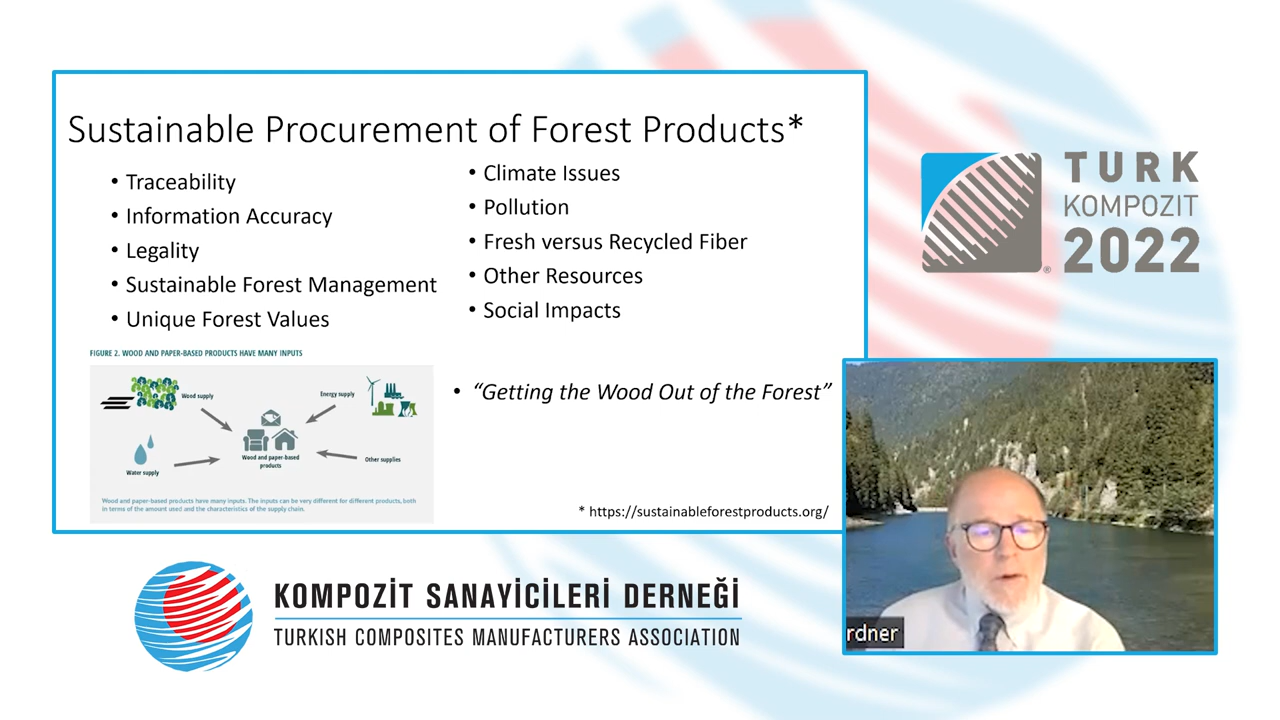 Sustainable Procurement of Forest Products*
• Traceability
• Information Accuracy
• Legality
• Sustainable Forest Management
• Unique Forest Values
• Climate Issues
• Pollution
• Fresh versus Recycled Fiber
• Other Resources
• Social Impacts
• “Getting the Wood Out of the Forest”
FIGURE 2. WOOD AND PAPER-BASED PRODUCTS HAVE MANY INPUTS
Wood supply
Energy supply
Wood and paper-based
products
Water supply
Other supplies
Wood and paper-based products have many inputs. The inputs can be very different for different products, both
in terms of the amount used and the characteristics of the supply chain.
* https://sustainableforestproducts.org/
TURK
KOMPOZIT
2022
®
rdner
KOMPOZİT SANAYİCİLERİ DERNEĞİ
TURKISH COMPOSITES MANUFACTURERS ASSOCIATION